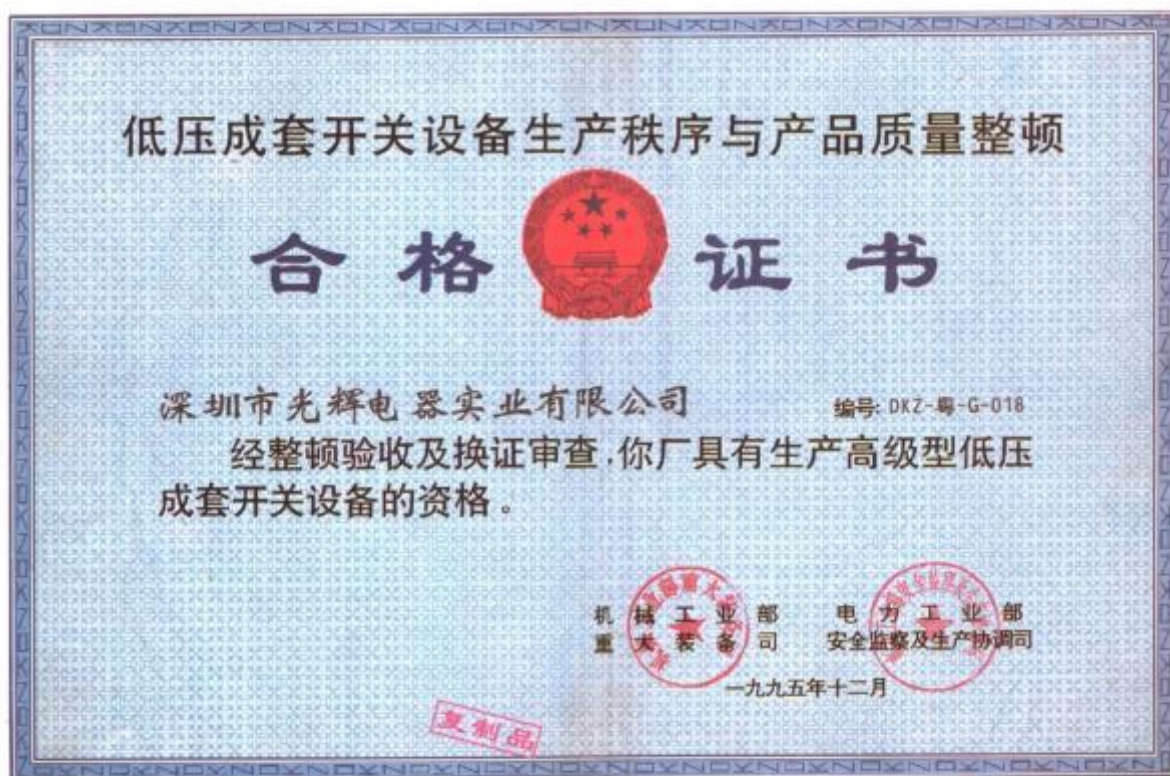 低压成套开关设备生产秩序与产品质量整顿
合格证书
深圳市光辉电器实业有限公司
编号: DKZ-粤-G-018
经整顿验收及换证审查.你厂具有生产高级型低压
成套开关设备的资格。
机械工业部 电力工业部
重大装备司 安全监察及生产协调司
一九九五年十二月
复制品